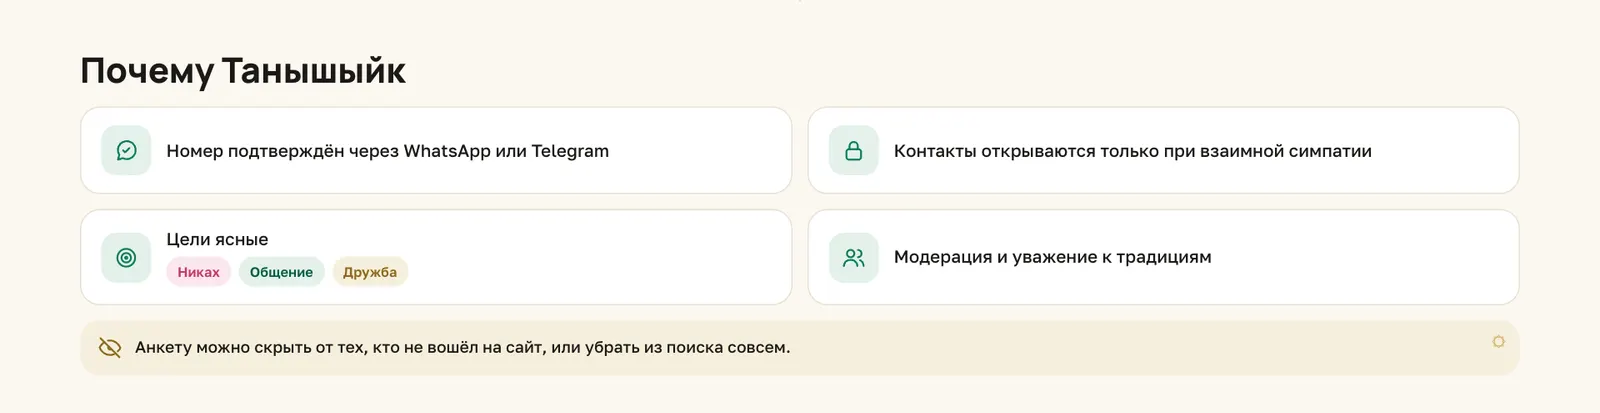 Почему Танышыйк
Номер подтверждён через WhatsApp или Telegram
Контакты открываются только при взаимной симпатии
Цели ясные
Никах Общение Дружба
Модерация и уважение к традициям
Анкету можно скрыть от тех, кто не вошёл на сайт, или убрать из поиска совсем.